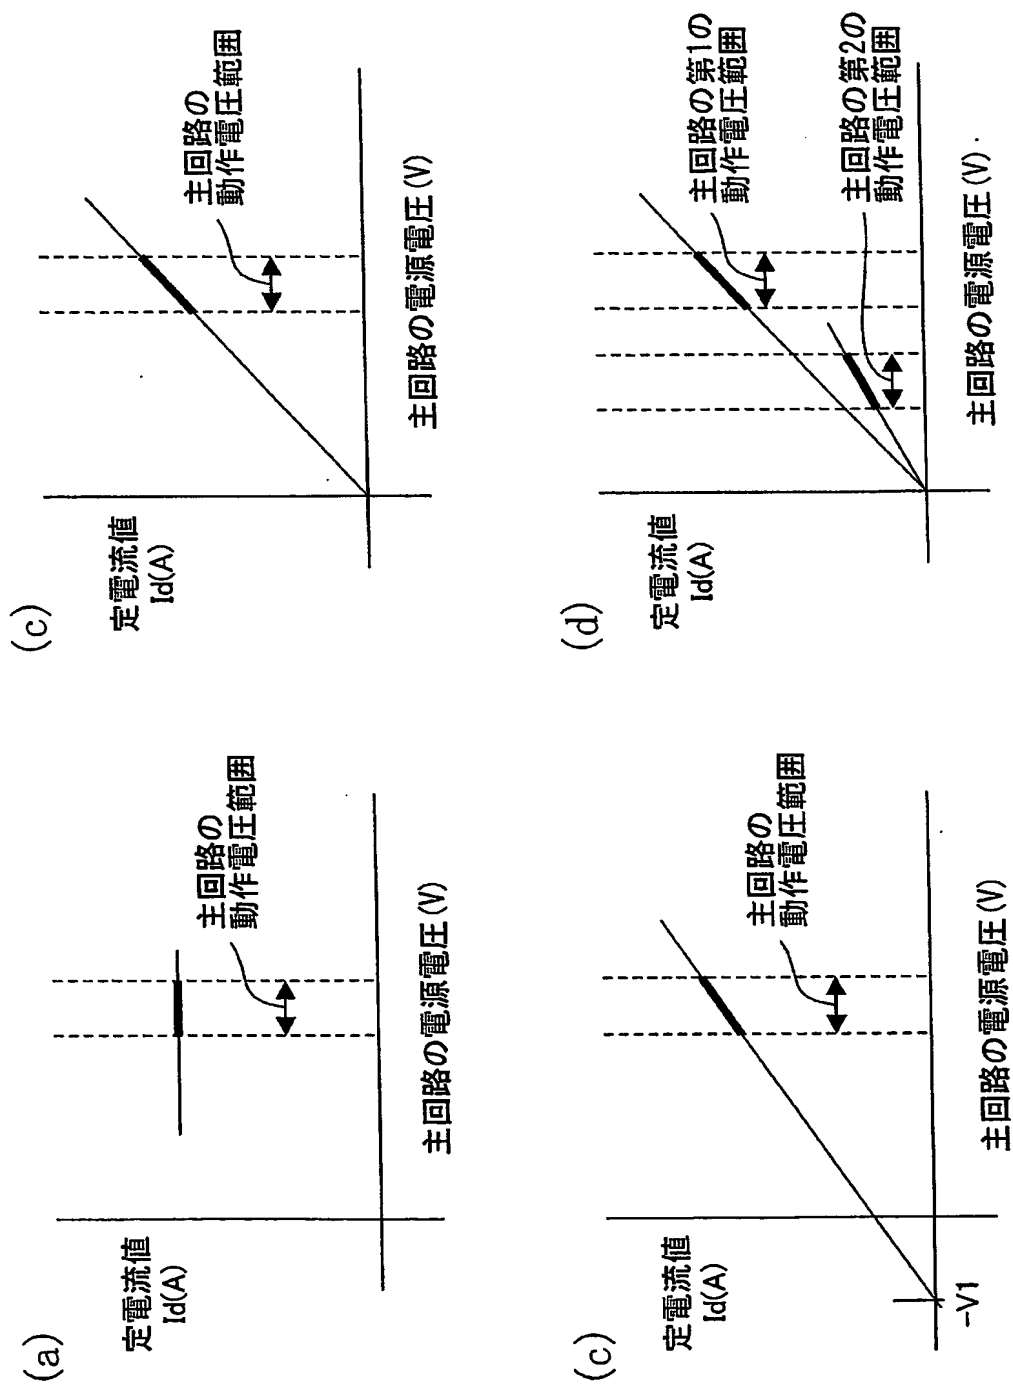 (a)
定電流値
Id(A)
主回路の
動作電圧範囲
主回路の電源電圧(V)
(c)
定電流値
Id(A)
主回路の
動作電圧範囲
主回路の電源電圧(V)
(c)
定電流値
Id(A)
主回路の
動作電圧範囲
-V1
主回路の電源電圧(V)
(d)
定電流値
Id(A)
主回路の第1の
動作電圧範囲
主回路の第2の
動作電圧範囲
主回路の電源電圧(V)